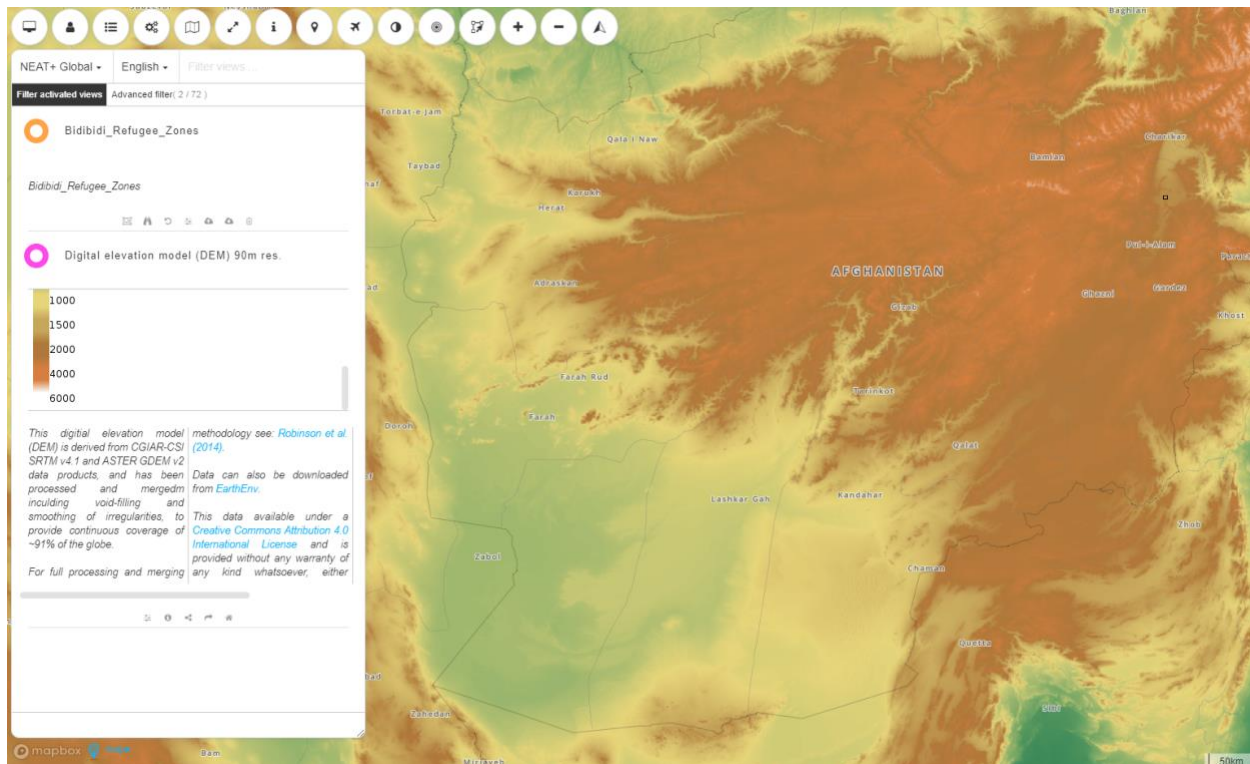 Baghlan
NEAT+ Global
English
Filter views ...
Filter activated views
Advanced filter( 2 / 72 )
Bidibidi_Refugee_Zones
Bidibidi_Refugee_Zones
Digital elevation model (DEM) 90m res.
1000
1500
2000
4000
6000
This digitial elevation model
(DEM) is derived from CGIAR-CSI
SRTM v4.1 and ASTER GDEM v2
data products, and has been
processed and mergedm
inculding void-filling and
smoothing of irregularities, to
provide continuous coverage of
~91% of the globe.
For full processing and merging
methodology see: Robinson et al.
(2014).
Data can also be downloaded
from EarthEnv.
This data available under a
Creative Commons Attribution 4.0
International License and is
provided without any warranty of
any kind whatsoever, either
mapbox
Torbat-e Jam
Qala i Naw
Charikar
Bamian
Taybad
Karukh
Herat
Pul-i-Alam
AFGHANISTAN
Adraskan
Ghazni
Gardez
Gizab
Khost
Farah Rud
Tarinkot
Farah
Doroh
Qalat
Lashkar Gah
Kandahar
Zhob
Zabol
Chaman
Quetta
Sibi
Zahedan
Bam
Mirjaveh
50km